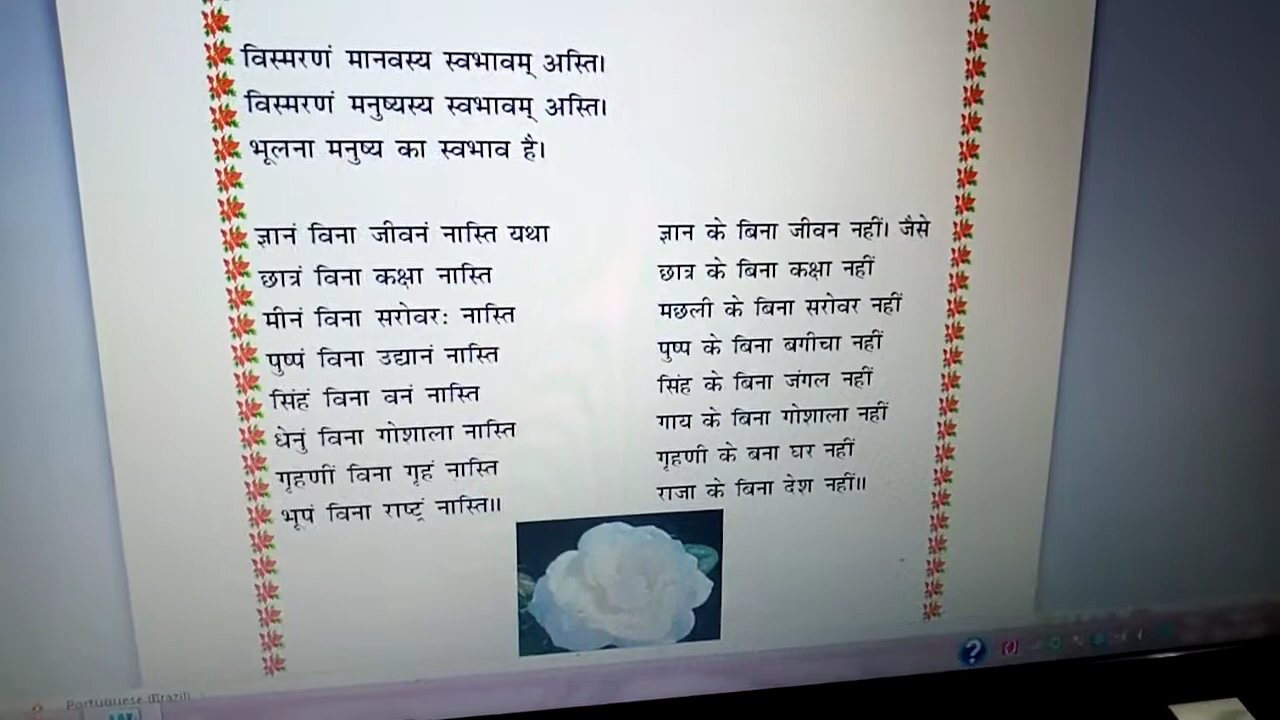 विस्मरणं मानवस्य स्वभावम् अस्ति।
विस्मरणं मनुष्यस्य स्वभावम् अस्ति।
भूलना मनुष्य का स्वभाव है।
ज्ञानं विना जीवनं नास्ति यथा
छात्रं विना कक्षा नास्ति
मीनं विना सरोवरः नास्ति
पुष्पं विना उद्यानं नास्ति
सिंहं विना वनं नास्ति
धेनुं विना गोशाला नास्ति
गृहणीं विना गृहं नास्ति
भूपं विना राष्ट्रं नास्ति॥
ज्ञान के बिना जीवन नहीं। जैसे
छात्र के बिना कक्षा नहीं
मछली के बिना सरोवर नहीं
पुष्प के बिना बगीचा नहीं
सिंह के बिना जंगल नहीं
गाय के बिना गोशाला नहीं
गृहणी के बना घर नहीं
राजा के बिना देश नहीं॥
Portuguese (Brazil)